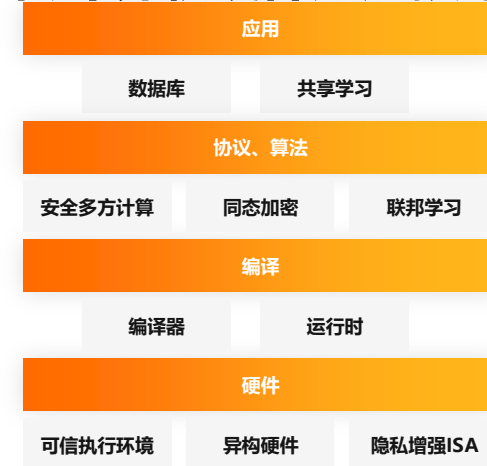 应用
数据库 共享学习
协议、算法
安全多方计算 同态加密 联邦学习
编译
编译器 运行时
硬件
可信执行环境 异构硬件 隐私增强ISA